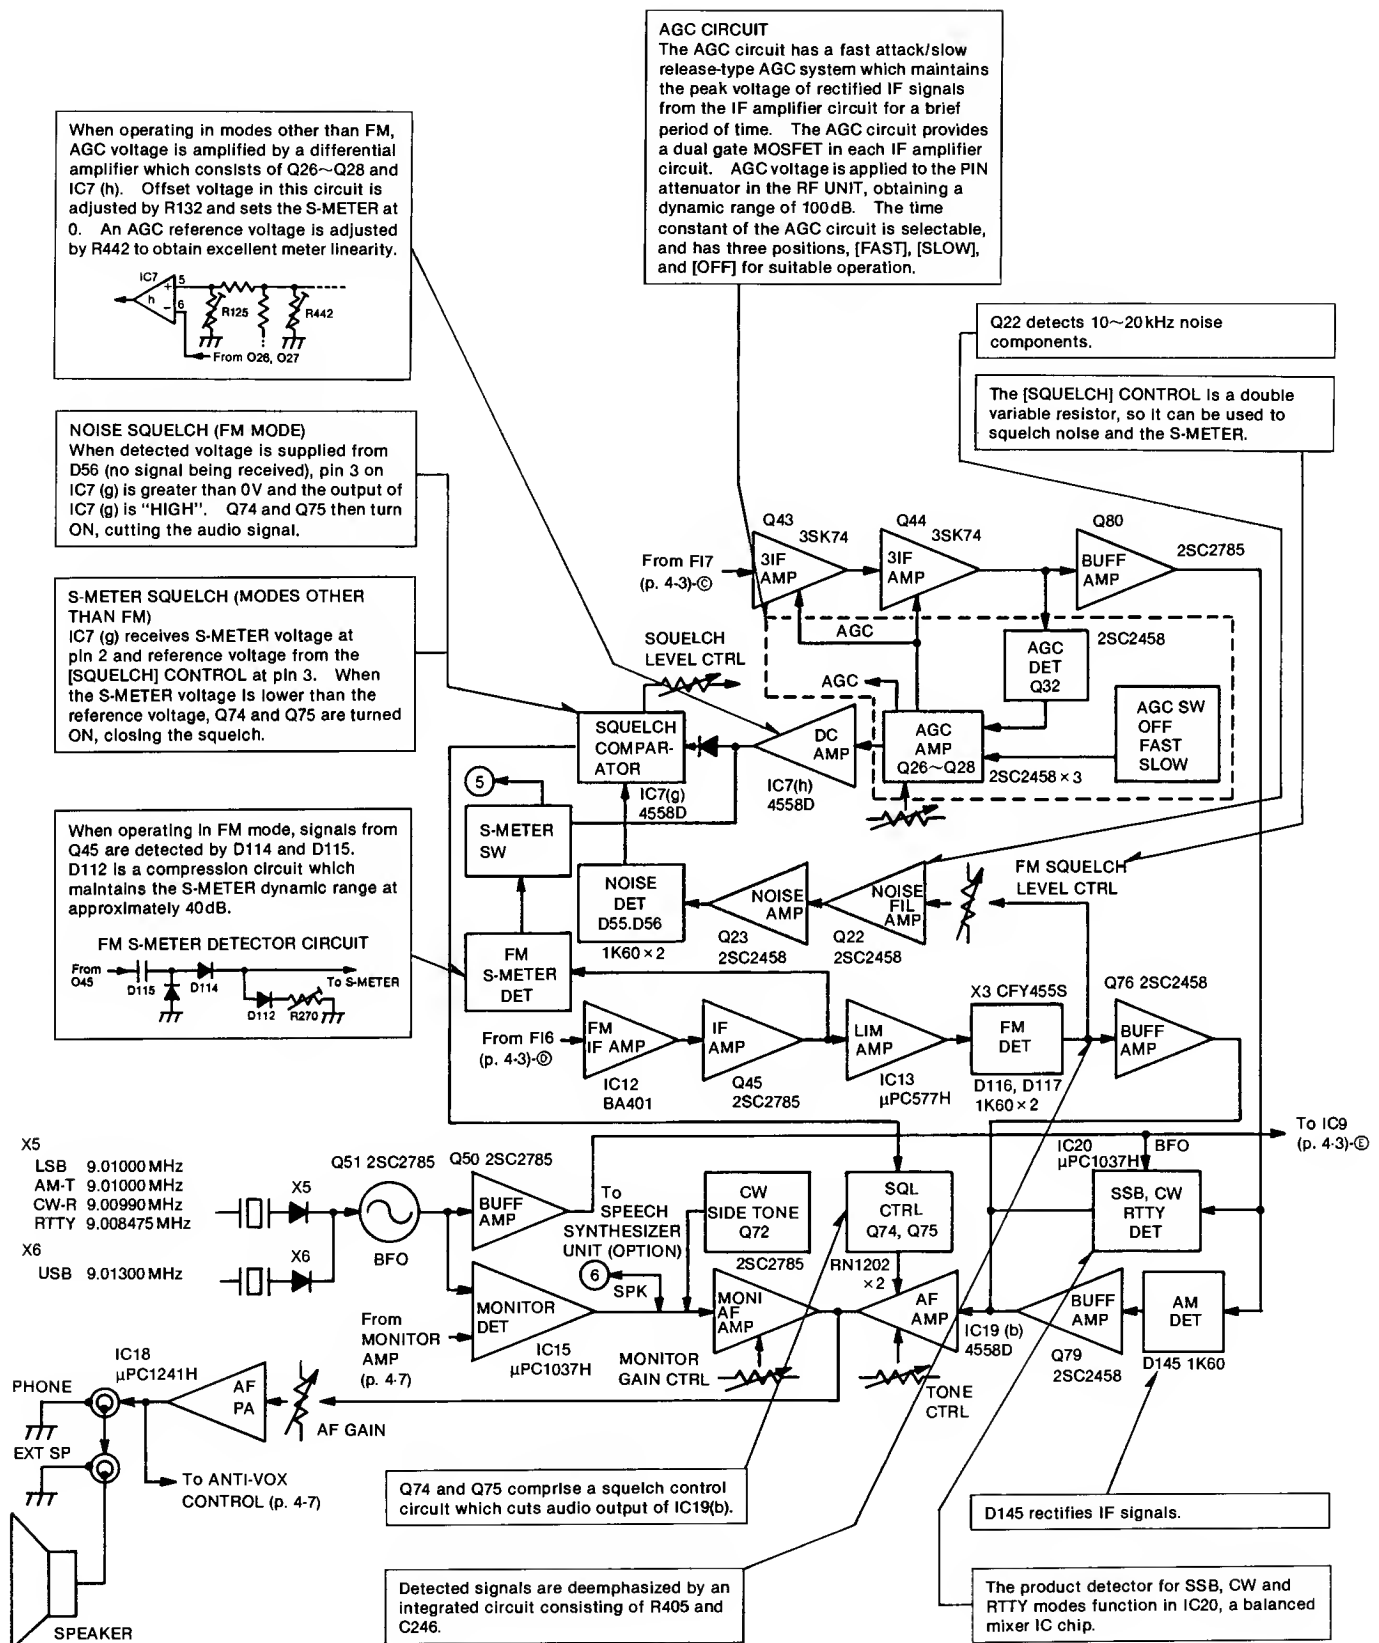 AGC CIRCUIT
The AGC circuit has a fast attack/slow
release-type AGC system which maintains
the peak voltage of rectified IF signals
from the IF amplifier circuit for a brief
period of time. The AGC circuit provides
a dual gate MOSFET in each IF amplifier
circuit. AGC voltage is applied to the PIN
attenuator in the RF UNIT, obtaining a
dynamic range of 100dB. The time
constant of the AGC circuit is selectable,
and has three positions, [FAST], [SLOW],
and [OFF] for suitable operation.
When operating in modes other than FM,
AGC voltage is amplified by a differential
amplifier which consists of Q26~Q28 and
IC7 (h). Offset voltage in this circuit is
adjusted by R132 and sets the S-METER at
0. An AGC reference voltage is adjusted
by R442 to obtain excellent meter linearity.
IC7
5
+
h
-
6
R125
R442
From O26, O27
Q22 detects 10~20kHz noise
components.
The [SQUELCH] CONTROL is a double
variable resistor, so it can be used to
squelch noise and the S-METER.
NOISE SQUELCH (FM MODE)
When detected voltage is supplied from
D56 (no signal being received), pin 3 on
IC7 (g) is greater than 0V and the output of
IC7 (g) is "HIGH". Q74 and Q75 then turn
ON, cutting the audio signal.
S-METER SQUELCH (MODES OTHER
THAN FM)
IC7 (g) receives S-METER voltage at
pin 2 and reference voltage from the
[SQUELCH] CONTROL at pin 3. When
the S-METER voltage is lower than the
reference voltage, Q74 and Q75 are turned
ON, closing the squelch.
When operating in FM mode, signals from
Q45 are detected by D114 and D115.
D112 is a compression circuit which
maintains the S-METER dynamic range at
approximately 40dB.
FM S-METER DETECTOR CIRCUIT
From
O45
D115
D114
To S-METER
D112
R270
From FI7
(p. 4-3)-Ⓒ
Q43
3SK74
3IF
AMP
Q44
3SK74
3IF
AMP
Q80
2SC2785
BUFF
AMP
AGC
AGC
DET
Q32
2SC2458
AGC
AGC
AMP
Q26~Q28
2SC2458 × 3
AGC SW
OFF
FAST
SLOW
SOUELCH
LEVEL CTRL
SQUELCH
COMPAR-
ATOR
IC7(g)
4558D
DC
AMP
IC7(h)
4558D
5
S-METER
SW
NOISE
DET
D55.D56
1K60 × 2
NOISE
AMP
Q23
2SC2458
NOISE
FIL
AMP
Q22
2SC2458
FM SQUELCH
LEVEL CTRL
FM
S-METER
DET
From FI6
(p. 4-3)-Ⓓ
FM
IF AMP
IC12
BA401
IF
AMP
Q45
2SC2785
LIM
AMP
IC13
µPC577H
X3 CFY455S
FM
DET
D116, D117
1K60 × 2
Q76 2SC2458
BUFF
AMP
To IC9
(p. 4-3)-Ⓔ
X5
LSB 9.01000 MHz
AM-T 9.01000 MHz
CW-R 9.00990 MHz
RTTY 9.008475 MHz
X6
USB 9.01300 MHz
X5
X6
Q51 2SC2785
BFO
Q50 2SC2785
BUFF
AMP
MONITOR
DET
IC15
µPC1037H
From
MONITOR
AMP
(p. 4-7)
To
SPEECH
SYNTHESIZER
UNIT (OPTION)
6
SPK
CW
SIDE TONE
Q72
2SC2785
MONI
AF
AMP
MONITOR
GAIN CTRL
SQL
CTRL
Q74, Q75
RN1202
× 2
AF
AMP
IC19 (b)
4558D
TONE
CTRL
IC20
µPC1037H
BFO
SSB, CW
RTTY
DET
BUFF
AMP
Q79
2SC2458
AM
DET
D145 1K60
IC18
µPC1241H
PHONE
AF
PA
AF GAIN
EXT SP
To ANTI-VOX
CONTROL (p. 4-7)
SPEAKER
Q74 and Q75 comprise a squelch control
circuit which cuts audio output of IC19(b).
D145 rectifies IF signals.
Detected signals are deemphasized by an
integrated circuit consisting of R405 and
C246.
The product detector for SSB, CW and
RTTY modes function in IC20, a balanced
mixer IC chip.